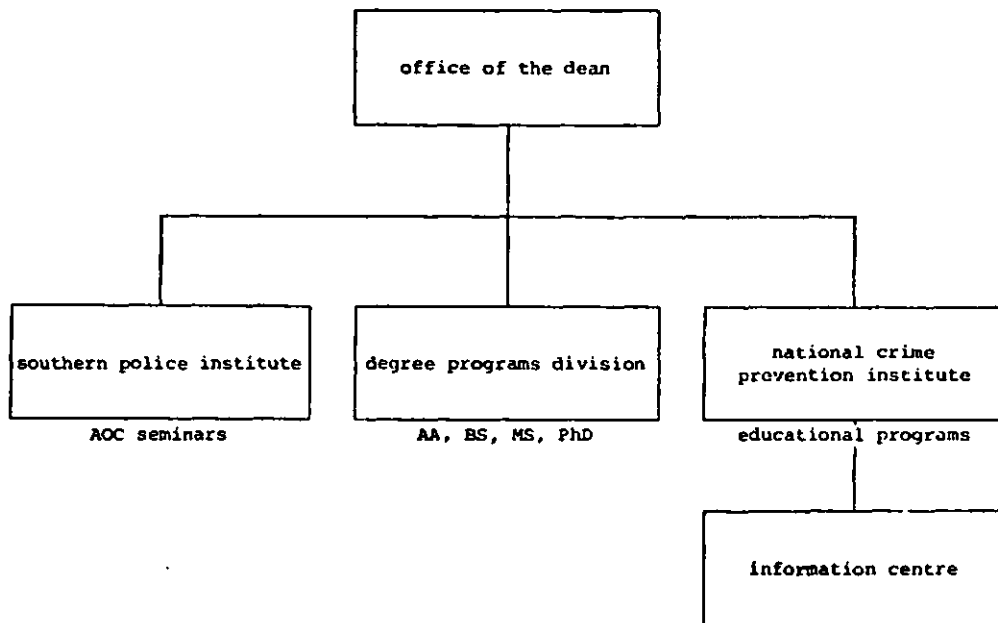 office of the dean
southern police institute
degree programs division
national crime
prevention institute
AOC seminars
AA, BS, MS, PhD
educational programs
information centre